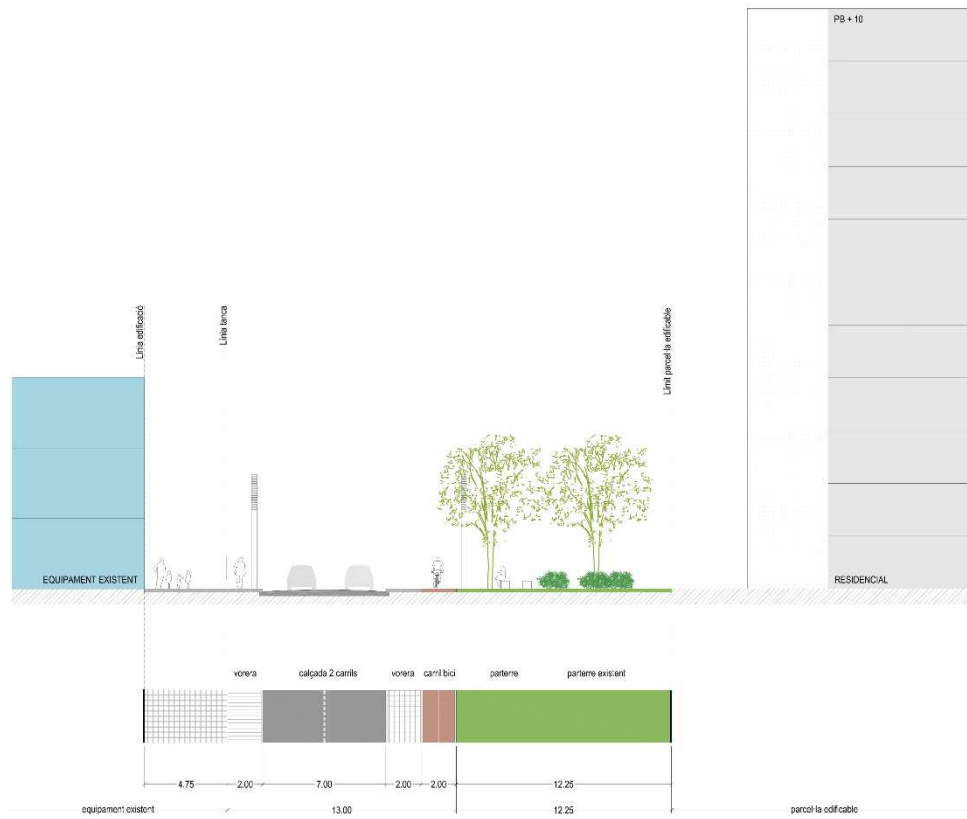 PB + 10
Línia edificació
Línia tanca
Límit parcel·la edificable
EQUIPAMENT EXISTENT
RESIDENCIAL
vorera calçada 2 carrils vorera carril bici parterre parterre existent
4.75 2.00 7.00 2.00 2.00 12.25
equipament existent 13.00 12.25 parcel·la edificable